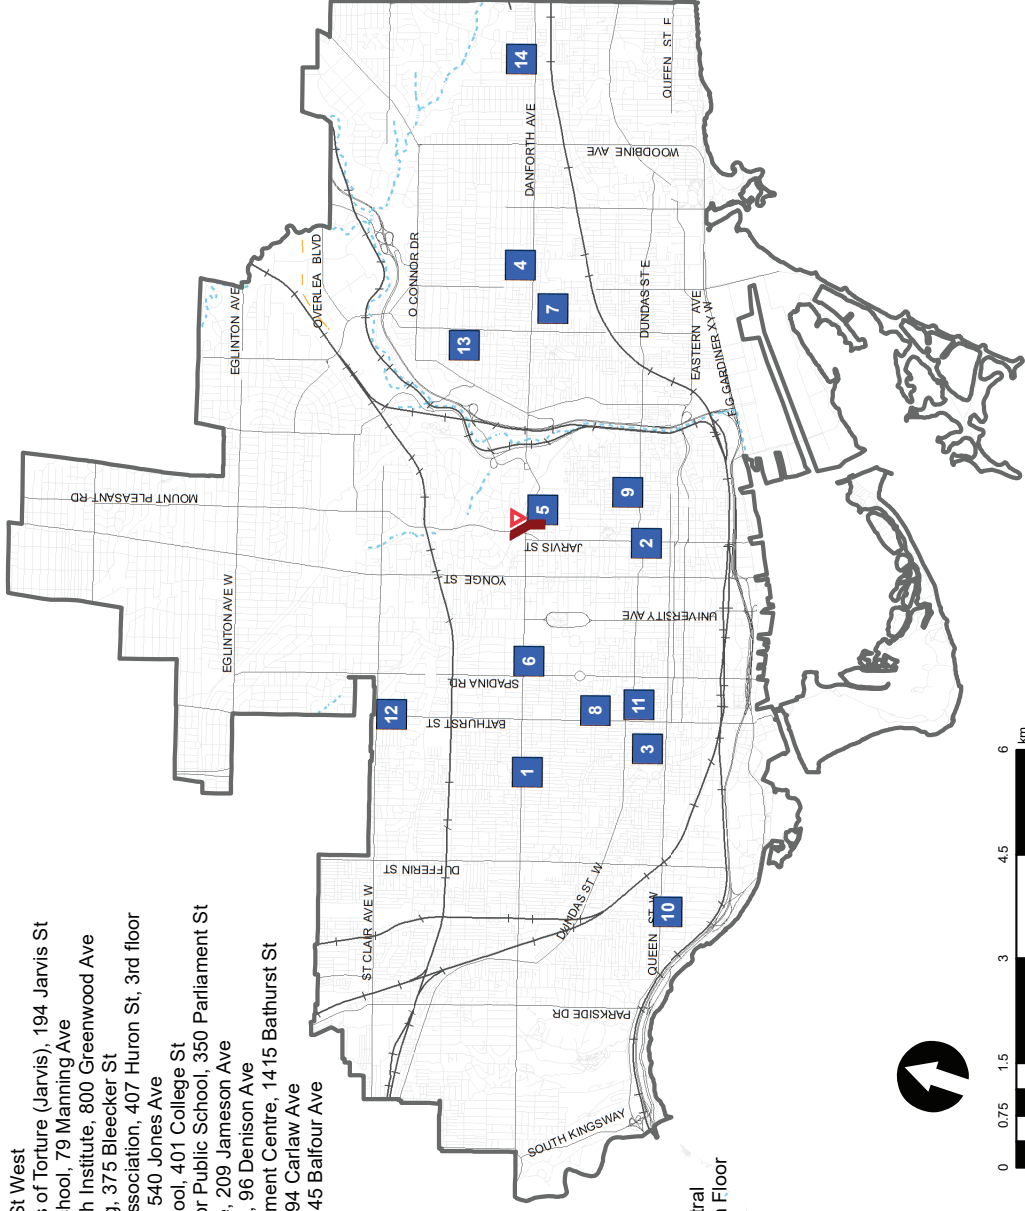 St West
s of Torture (Jarvis), 194 Jarvis St
chool, 79 Manning Ave
h Institute, 800 Greenwood Ave
g, 375 Bleecker St
ssociation, 407 Huron St, 3rd floor
540 Jones Ave
ool, 401 College St
or Public School, 350 Parliament St
e, 209 Jameson Ave
, 96 Denison Ave
ment Centre, 1415 Bathurst St
94 Carlaw Ave
45 Balfour Ave
tral
Floor
MOUNT PLEASANT RD
EGLINTON AVE W
EGLINTON AVE
OVERLEA BLVD
O CONNOR DR
DANFORTH AVE
WOODBINE AVE
QUEEN ST E
DUNDAS ST E
EASTERN AVE
F G GARDINER XY W
JARVIS ST
YONGE ST
UNIVERSITY AVE
SPADINA RD
BATHURST ST
DUFFERIN ST
ST CLAIR AVE W
DUNDAS ST W
QUEEN ST W
PARKSIDE DR
SOUTH KINGSWAY
14
4
7
13
5
9
2
6
12
8
11
3
1
10
0 0.75 1.5 3 4.5 6
km